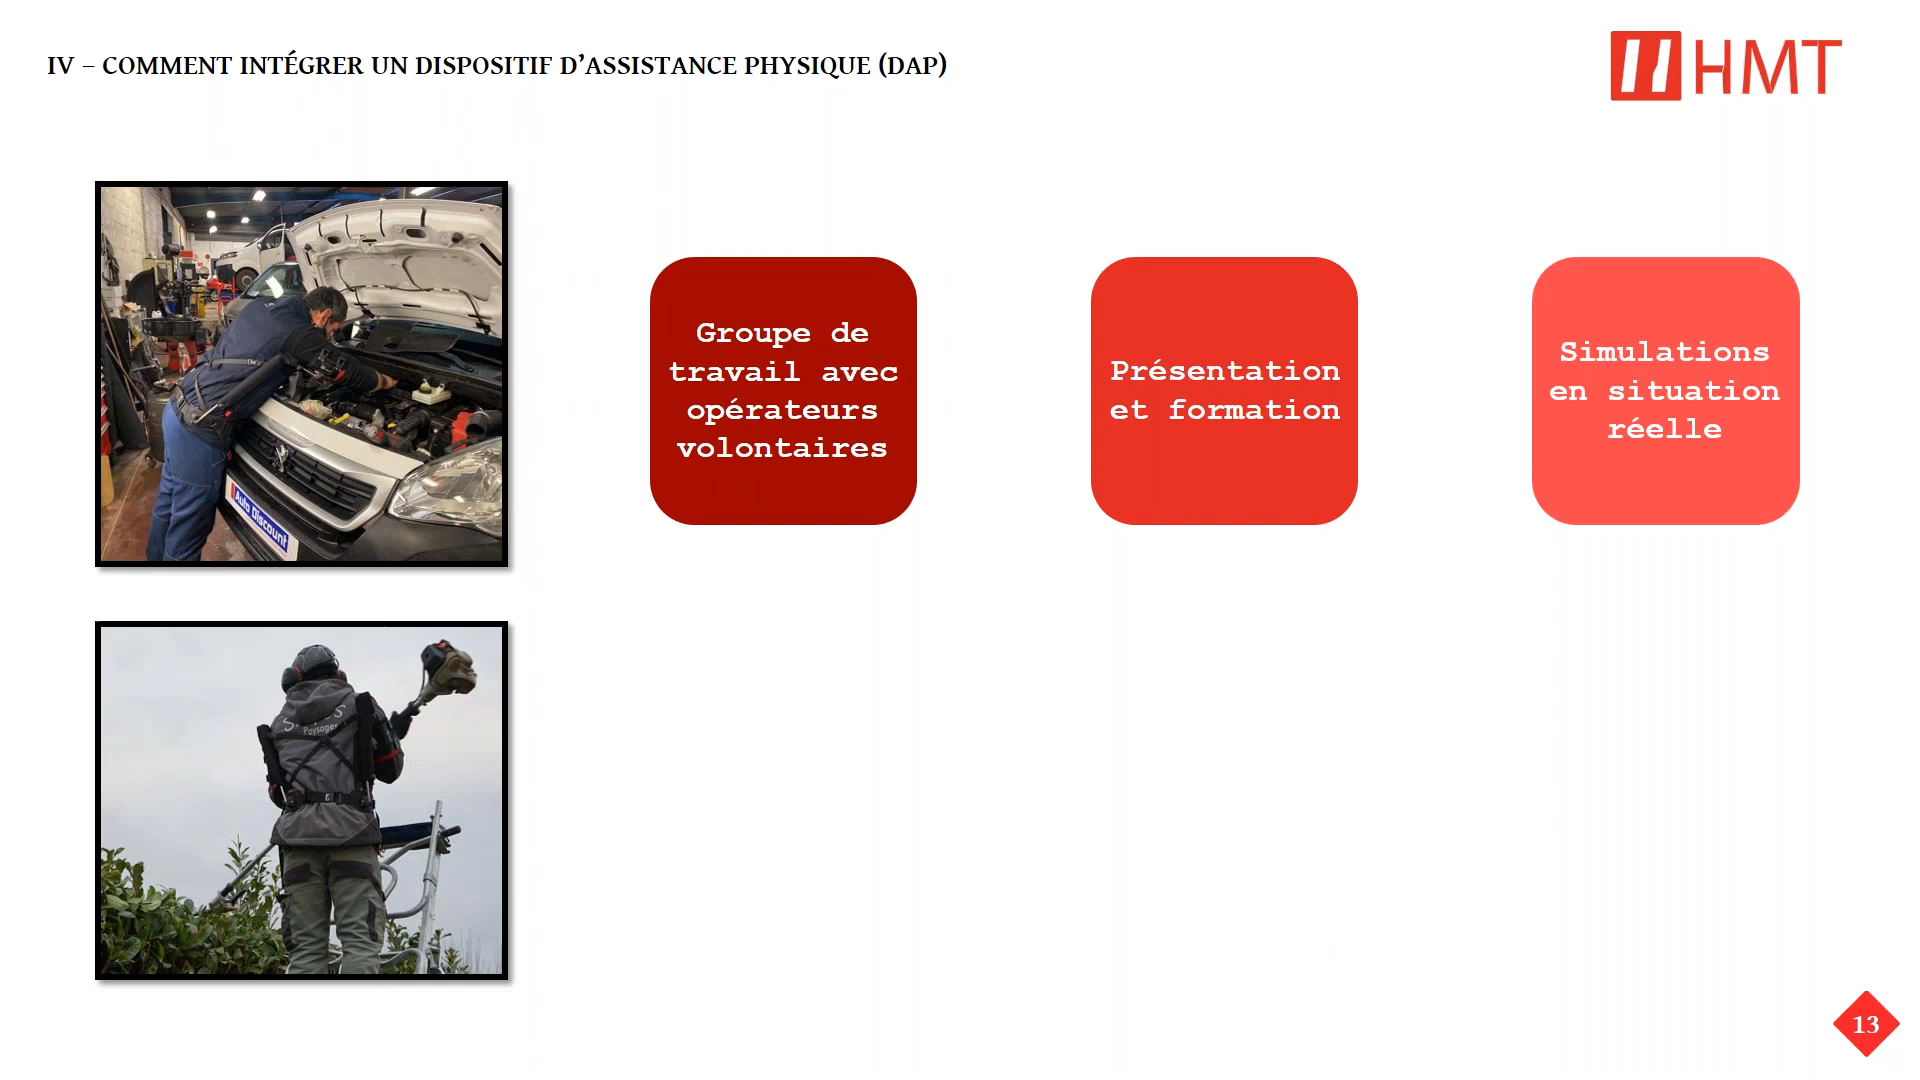 IV – COMMENT INTÉGRER UN DISPOSITIF D’ASSISTANCE PHYSIQUE (DAP)
HMT
Groupe de
travail avec
opérateurs
volontaires
Présentation
et formation
Simulations
en situation
réelle
Auto Discount
Paysages
13